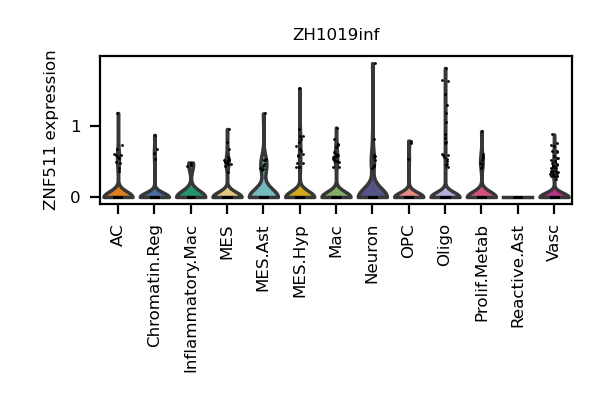 ZH1019inf
ZNF511 expression
1
0
AC
Chromatin.Reg
Inflammatory.Mac
MES
MES.Ast
MES.Hyp
Mac
Neuron
OPC
Oligo
Prolif.Metab
Reactive.Ast
Vasc